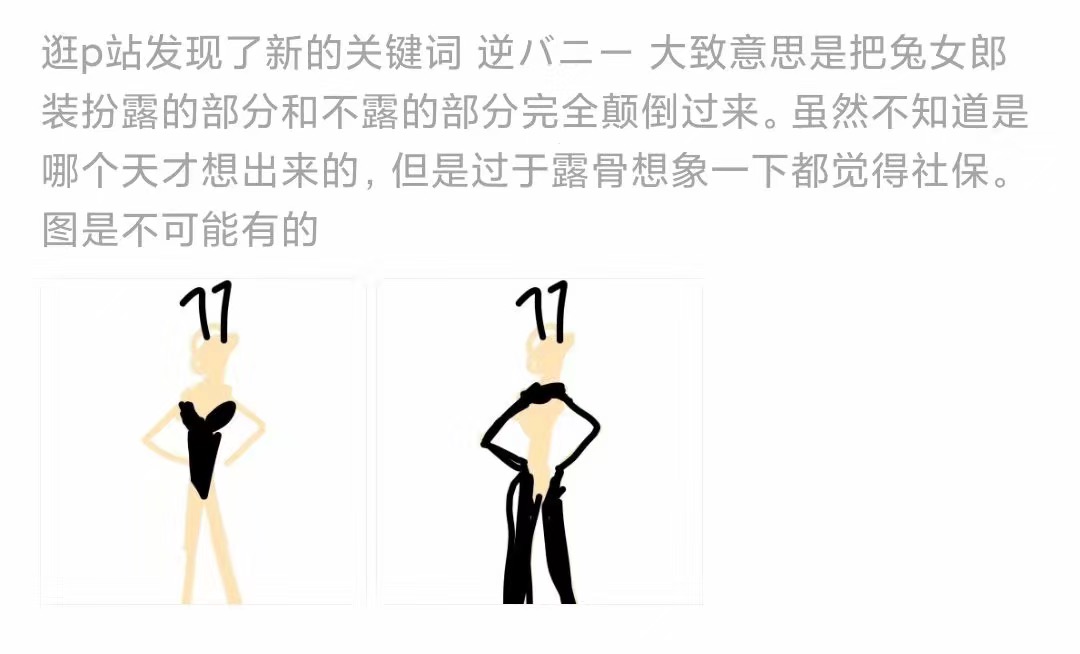 逛p站发现了新的关键词 逆バニー 大致意思是把兔女郎
装扮露的部分和不露的部分完全颠倒过来。虽然不知道是
哪个天才想出来的，但是过于露骨想象一下都觉得社保。
图是不可能有的